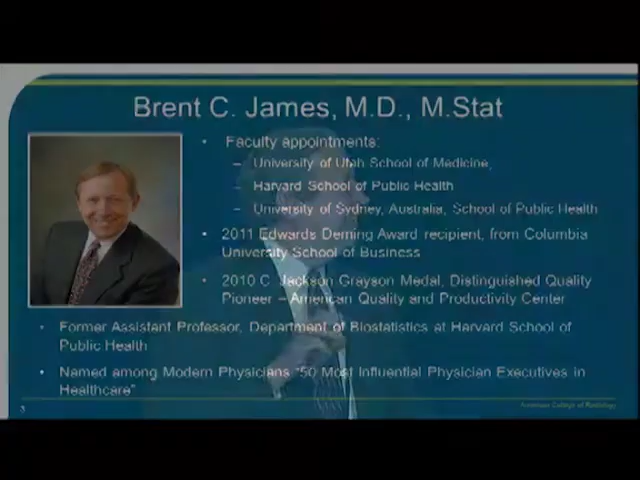 Brent C. James, M.D., M.Stat
• Faculty appointments:
– University of Utah School of Medicine,
– Harvard School of Public Health
– University of Sydney, Australia, School of Public Health
• 2011 Edwards Deming Award recipient, from Columbia
University School of Business
• 2010 C. Jackson Grayson Medal, Distinguished Quality
Pioneer – American Quality and Productivity Center
• Former Assistant Professor, Department of Biostatistics at Harvard School of
Public Health
• Named among Modern Physicians "50 Most Influential Physician Executives in
Healthcare"
3
American College of Radiology